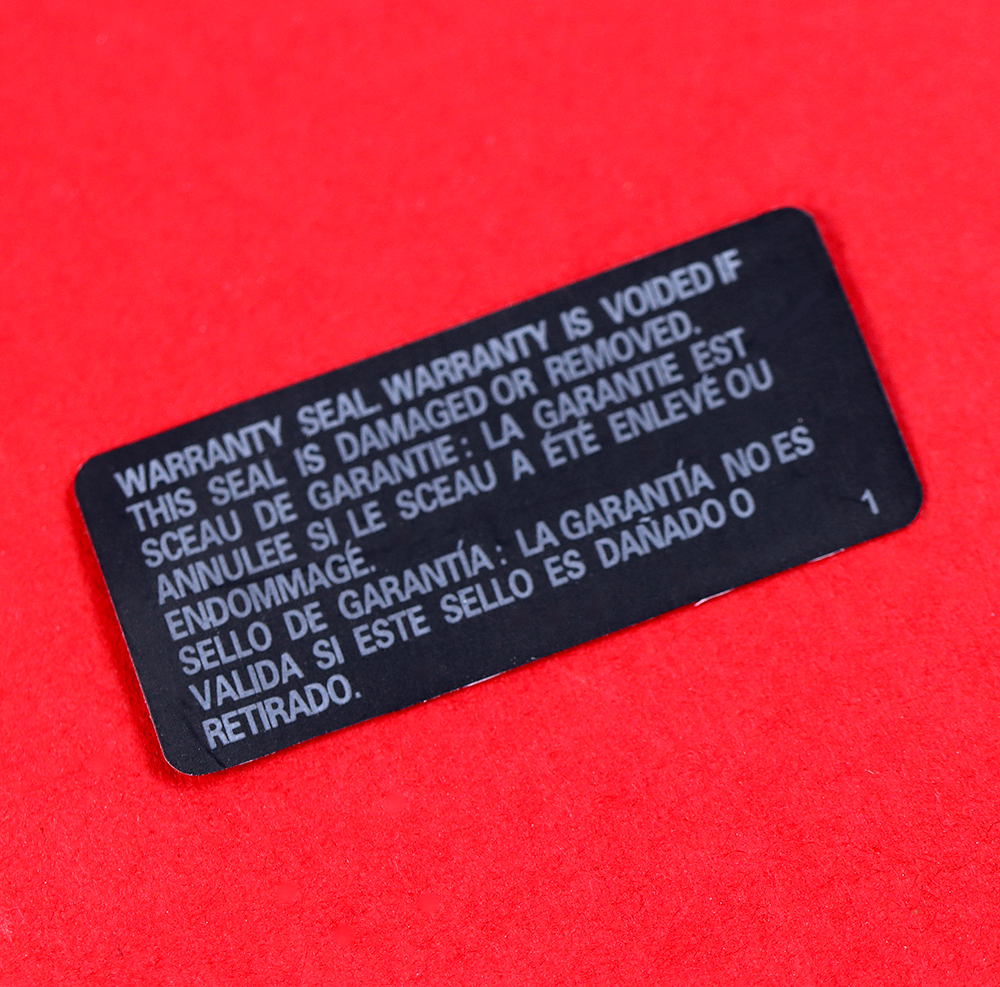 WARRANTY SEAL WARRANTY IS VOIDED IF
THIS SEAL IS DAMAGED OR REMOVED.
SCEAU DE GARANTIE : LA GARANTIE EST
ANNULEE SI LE SCEAU A ÉTÉ ENLEVÉ OU
ENDOMMAGÉ.
SELLO DE GARANTÍA : LA GARANTÍA NO ES
VALIDA SI ESTE SELLO ES DAÑADO O
RETIRADO.
1